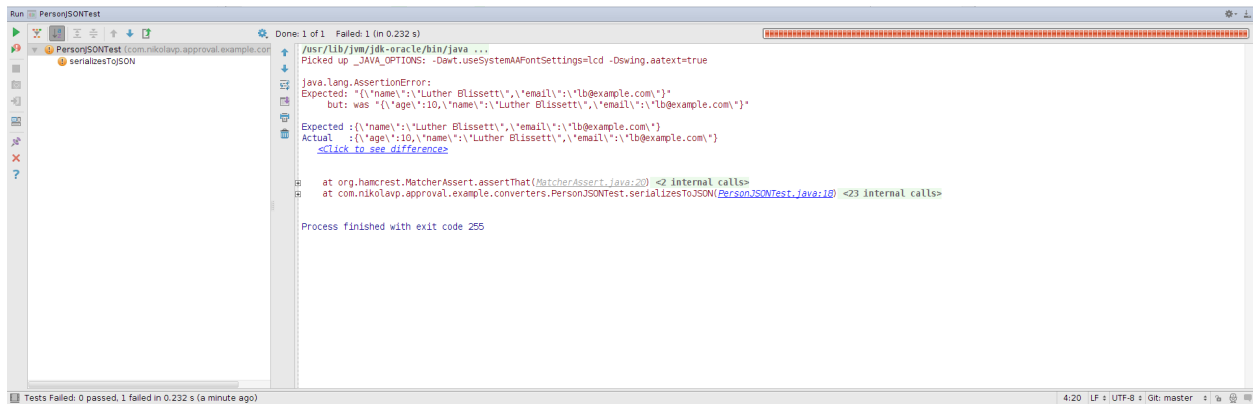 Run PersonJSONTest
Done: 1 of 1 Failed: 1 (in 0.232 s)
PersonJSONTest (com.nikolavp.approval.example.cor
serializesToJSON
/usr/lib/jvm/jdk-oracle/bin/java ...
Picked up _JAVA_OPTIONS: -Dawt.useSystemAAFontSettings=lcd -Dswing.aatext=true
java.lang.AssertionError:
Expected: "{\"name\":\"Luther Blissett\",\"email\":\"lb@example.com\"}"
but: was "{\"age\":10,\"name\":\"Luther Blissett\",\"email\":\"lb@example.com\"}"
Expected :{\"name\":\"Luther Blissett\",\"email\":\"lb@example.com\"}
Actual :{\"age\":10,\"name\":\"Luther Blissett\",\"email\":\"lb@example.com\"}
<Click to see difference>
at org.hamcrest.MatcherAssert.assertThat(MatcherAssert.java:20) <2 internal calls>
at com.nikolavp.approval.example.converters.PersonJSONTest.serializesToJSON(PersonJSONTest.java:18) <23 internal calls>
Process finished with exit code 255
Tests Failed: 0 passed, 1 failed in 0.232 s (a minute ago)
4:20 LF UTF-8 Git: master